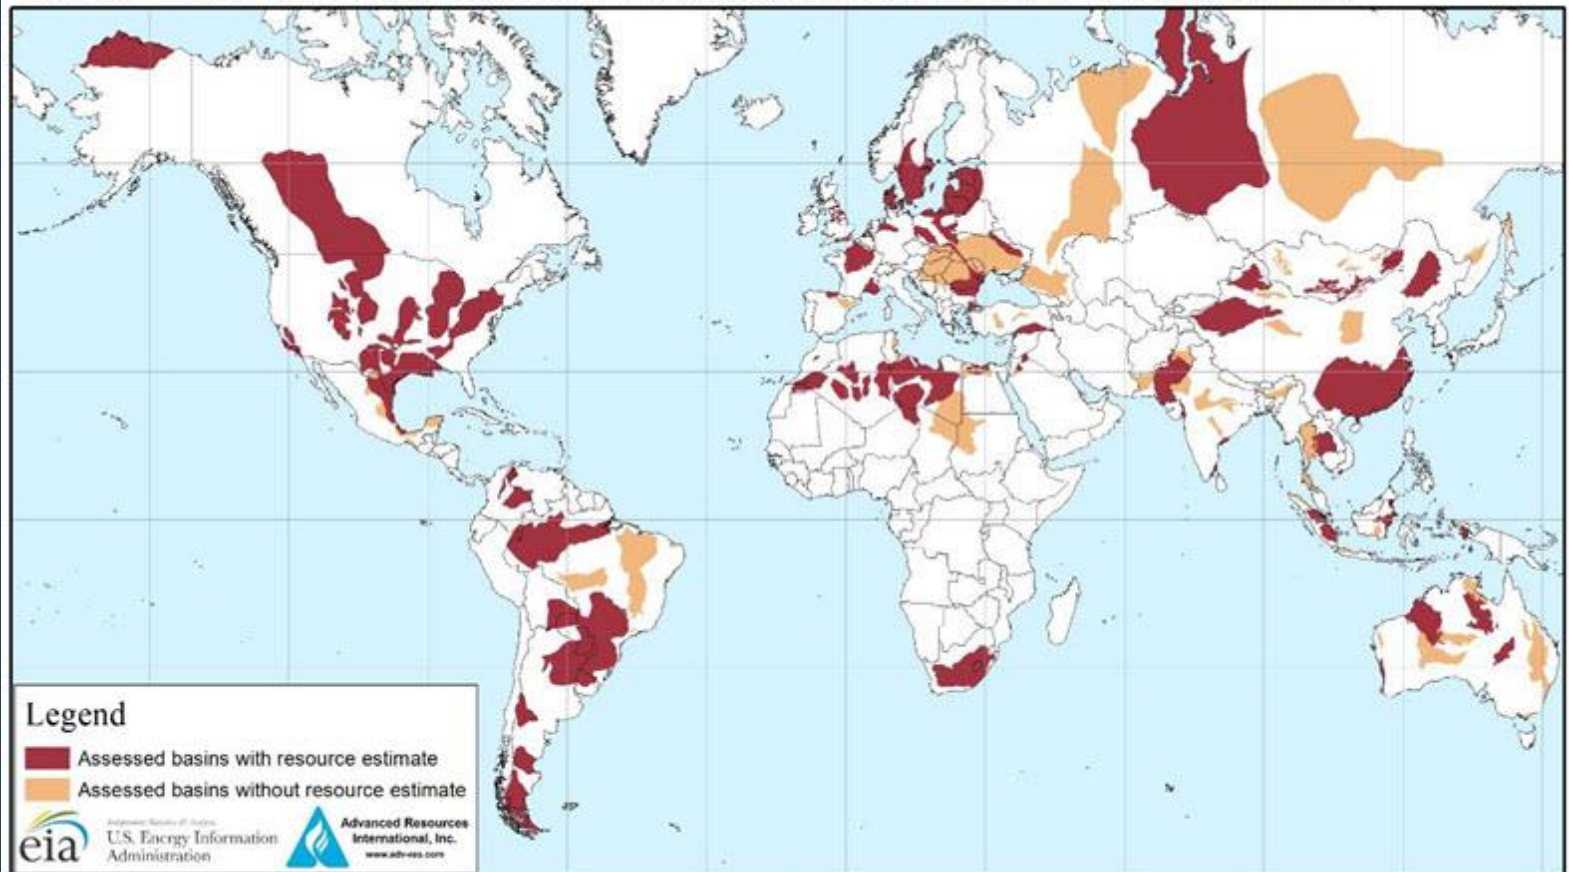 Legend
Assessed basins with resource estimate
Assessed basins without resource estimate
eia
U.S. Energy Information
Administration
Advanced Resources
International, Inc.
www.adv-res.com